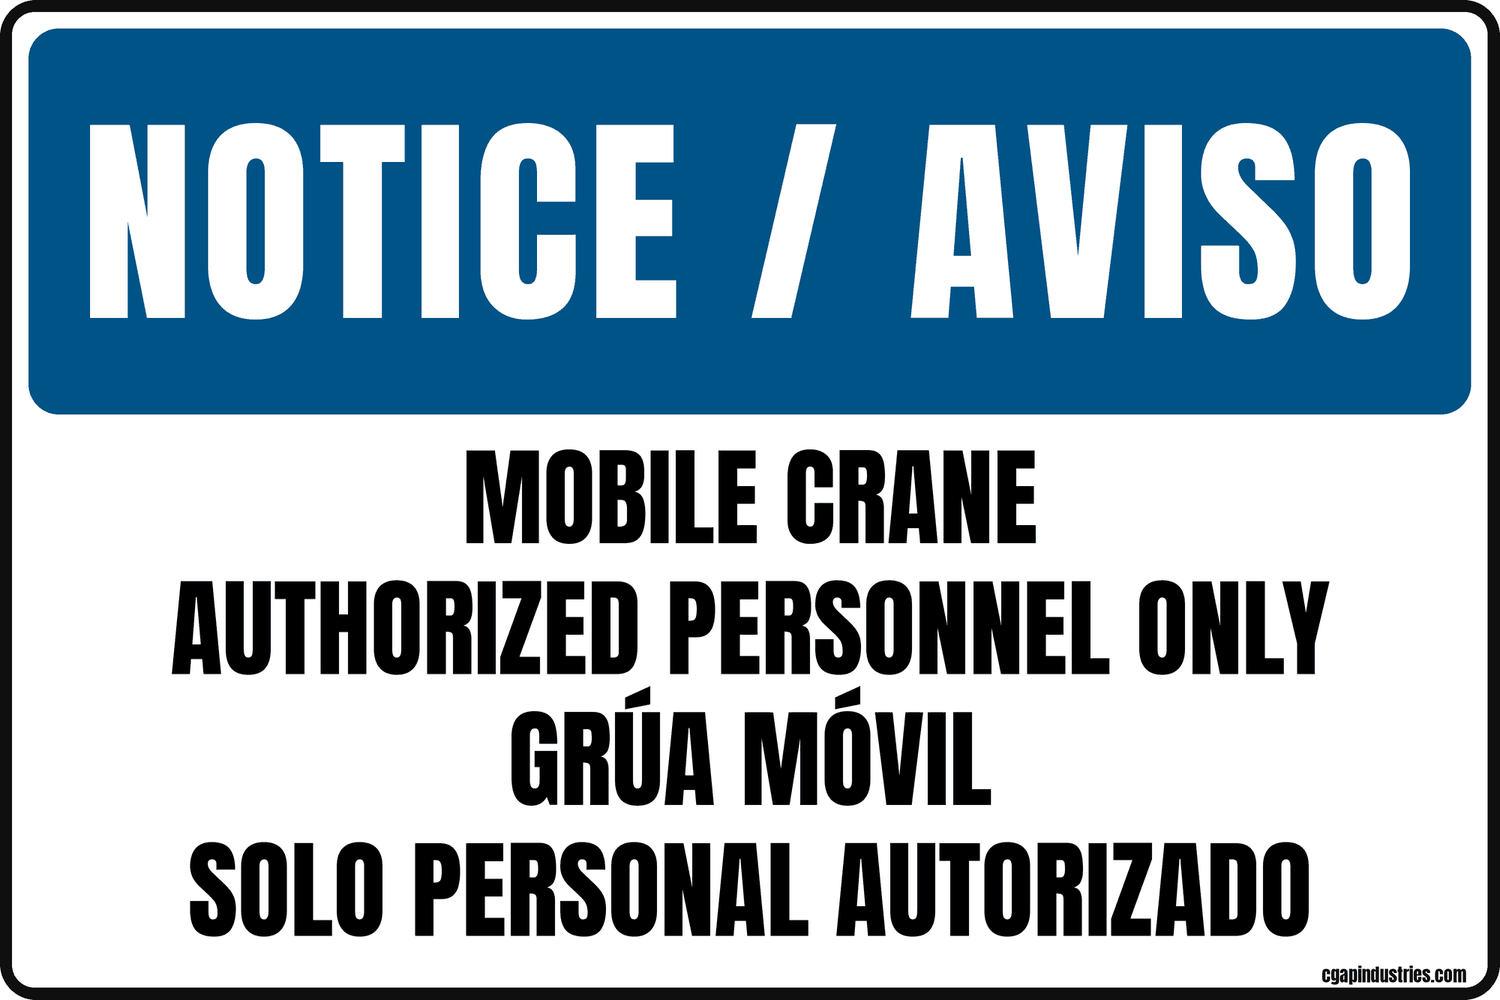 NOTICE / AVISO
MOBILE CRANE
AUTHORIZED PERSONNEL ONLY
GRÚA MÓVIL
SOLO PERSONAL AUTORIZADO
cgapindustries.com